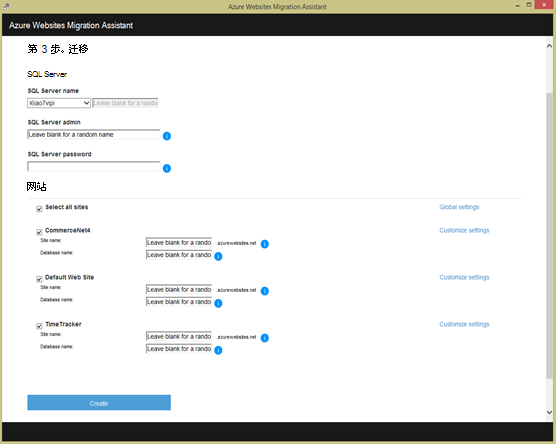 Azure Websites Migration Assistant
Azure Websites Migration Assistant
第 3 步。迁移
SQL Server
SQL Server name
i6iao7vipi Leave blank for a rando
SQL Server admin
Leave blank for a random name
SQL Server password
网站
Select all sites Global settings
CommerceNet4 Customize settings
Site name: Leave blank for a rando .azurewebsites.net
Database name: Leave blank for a rando
Default Web Site Customize settings
Site name: Leave blank for a rando .azurewebsites.net
Database name: Leave blank for a rando
TimeTracker Customize settings
Site name: Leave blank for a rando .azurewebsites.net
Database name: Leave blank for a rando
Create